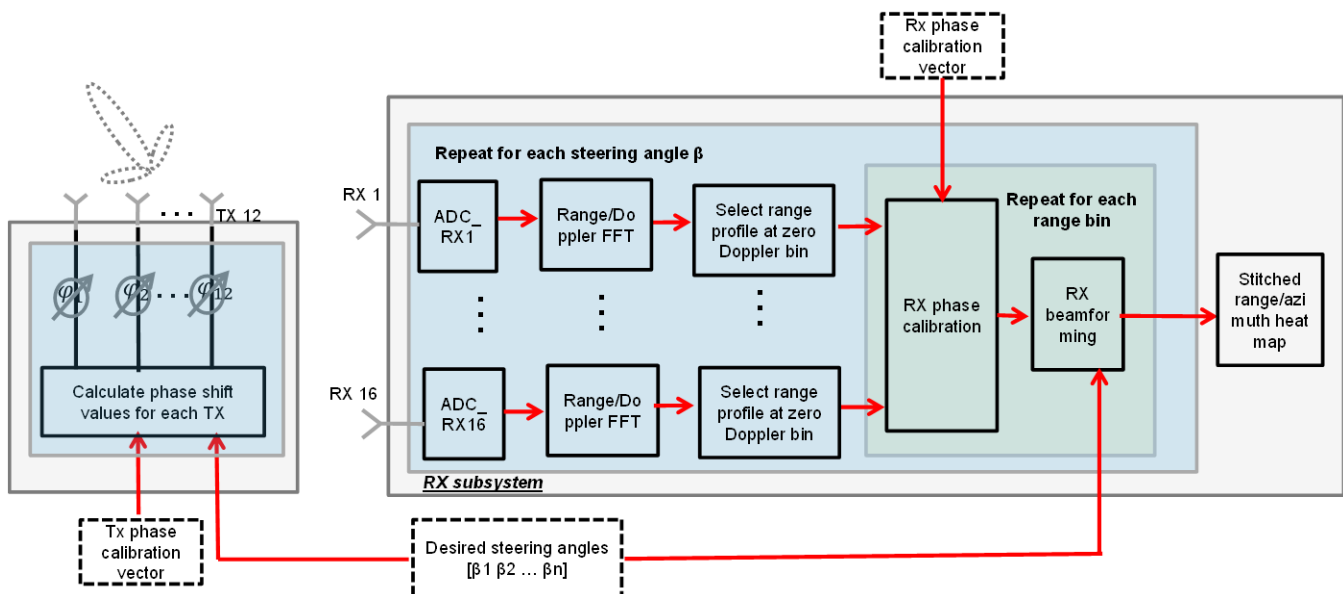 Rx phase
calibration
vector
Repeat for each steering angle β
RX 1
ADC_
RX1
Range/Do
ppler FFT
Select range
profile at zero
Doppler bin
Repeat for each
range bin
TX 12
φ1
φ2
φ12
Calculate phase shift
values for each TX
RX phase
calibration
RX
beamfor
ming
Stitched
range/azi
muth heat
map
RX 16
ADC_
RX16
Range/Do
ppler FFT
Select range
profile at zero
Doppler bin
RX subsystem
Tx phase
calibration
vector
Desired steering angles
[β1 β2 … βn]